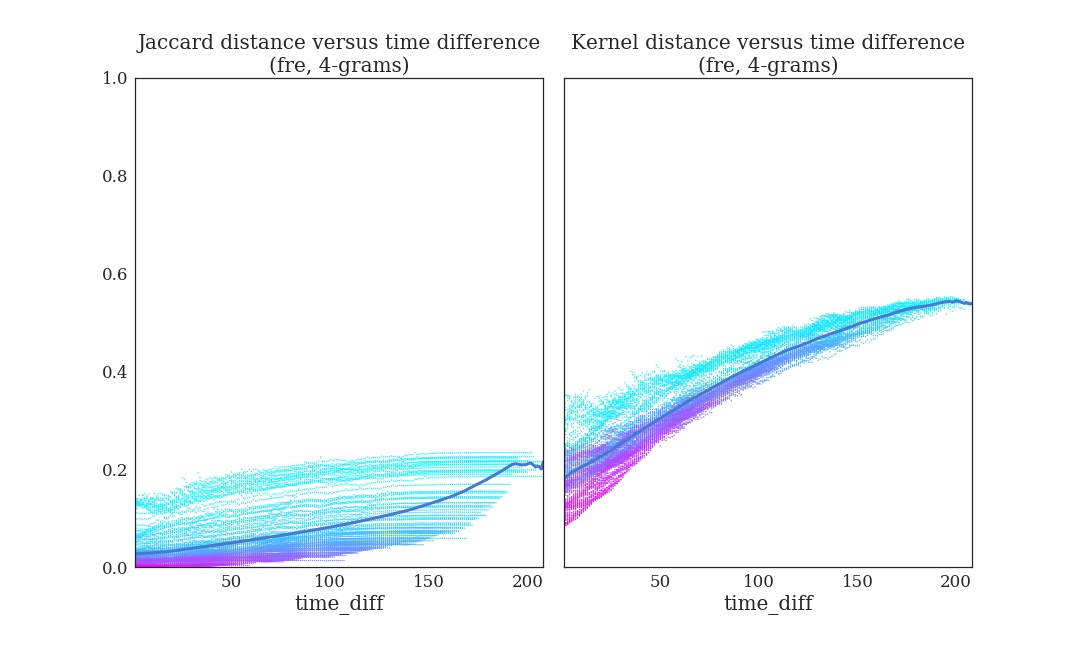 Jaccard distance versus time difference
(fre, 4-grams)
Kernel distance versus time difference
(fre, 4-grams)
1.0
0.8
0.6
0.4
0.2
0.0
50
100
150
200
time_diff
50
100
150
200
time_diff